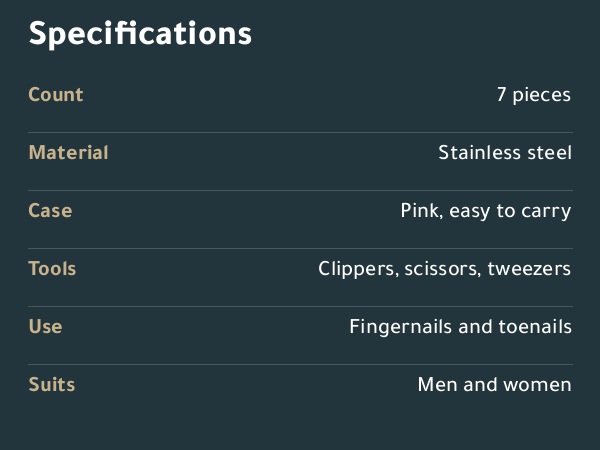 Specifications
Count 7 pieces
Material Stainless steel
Case Pink, easy to carry
Tools Clippers, scissors, tweezers
Use Fingernails and toenails
Suits Men and women